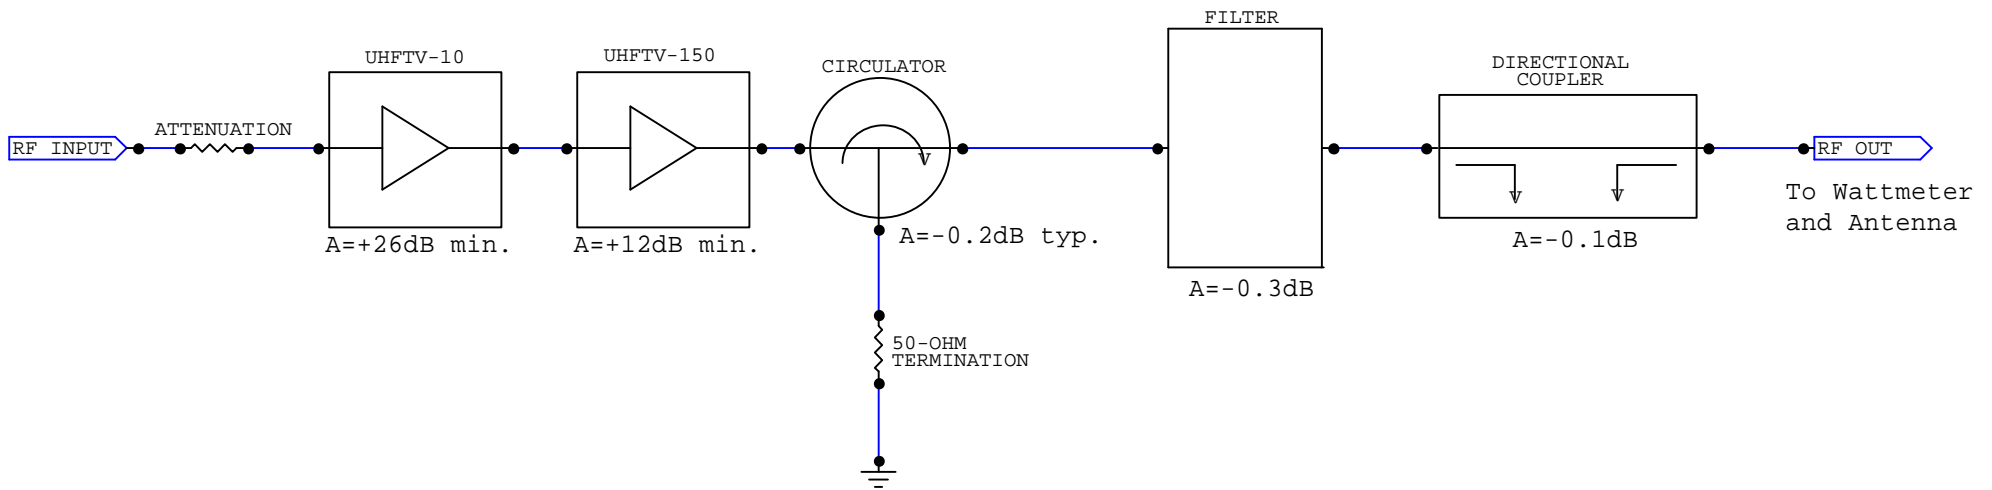 RF INPUT
ATTENUATION
UHFTV-10
A=+26dB min.
UHFTV-150
A=+12dB min.
CIRCULATOR
A=-0.2dB typ.
50-OHM
TERMINATION
FILTER
A=-0.3dB
DIRECTIONAL
COUPLER
A=-0.1dB
RF OUT
To Wattmeter
and Antenna